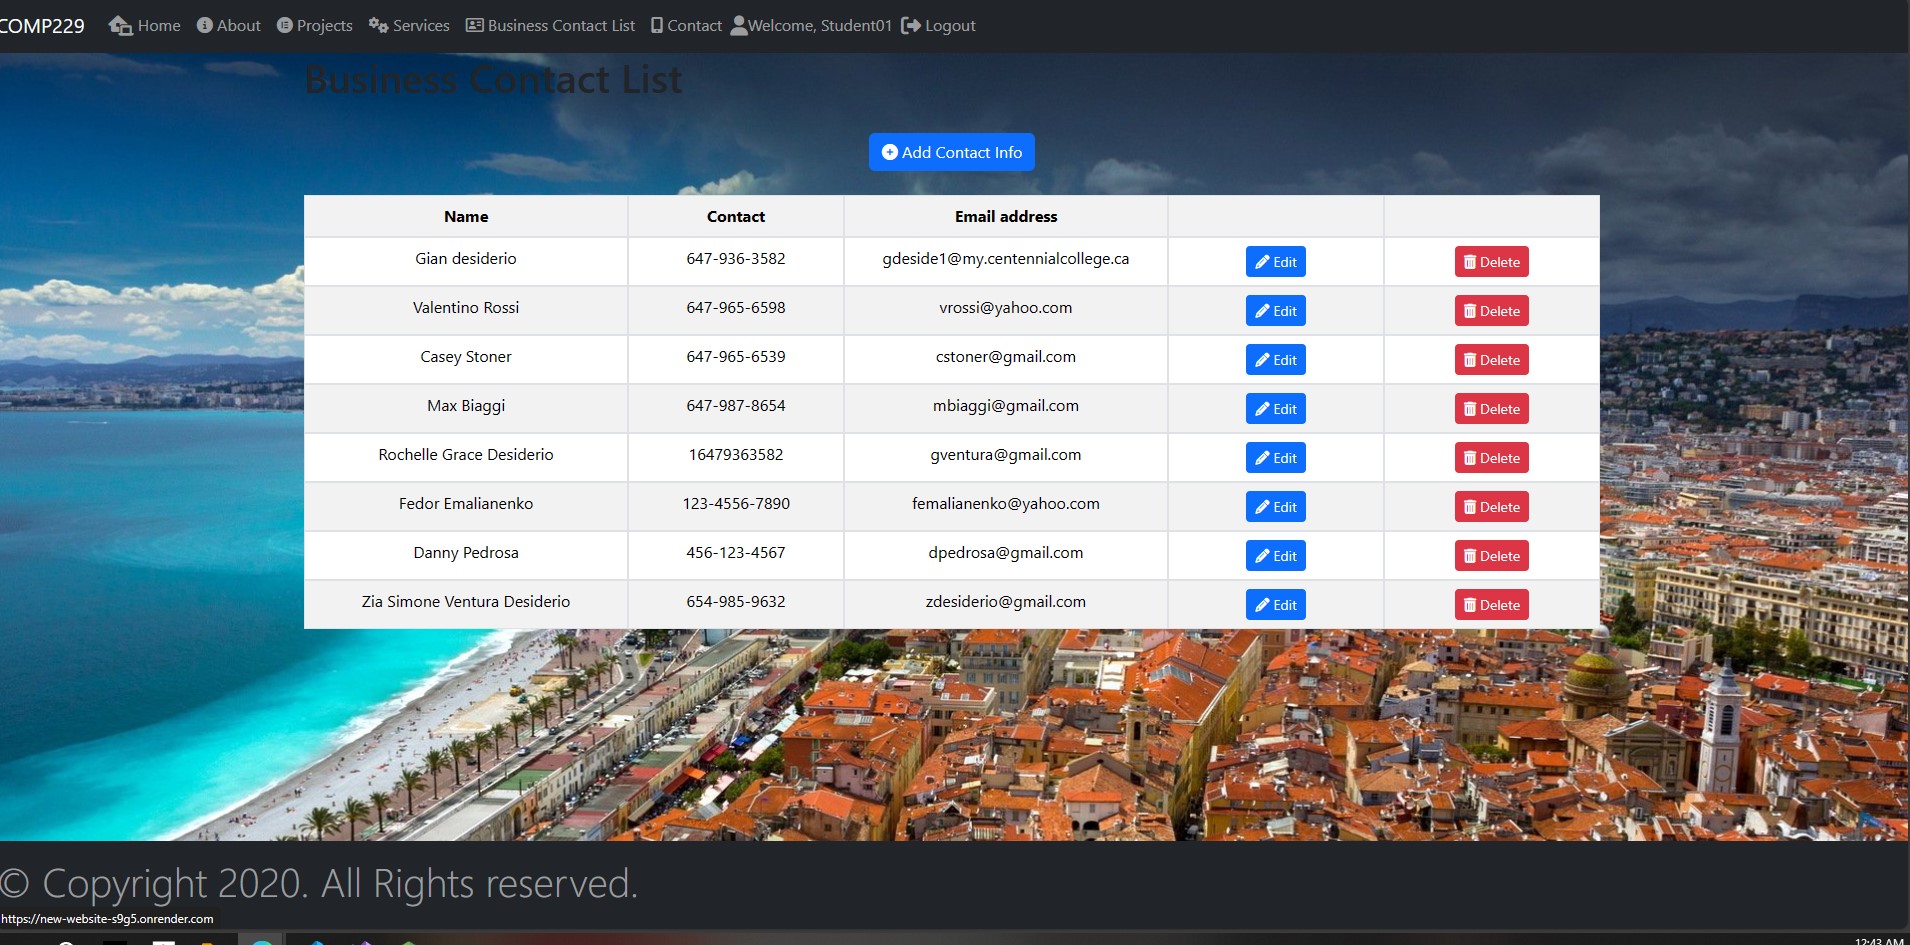 COMP229 Home About Projects Services Business Contact List Contact Welcome, Student01 Logout
Business Contact List
Add Contact Info
Name Contact Email address
Gian desiderio 647-936-3582 gdeside1@my.centennialcollege.ca Edit Delete
Valentino Rossi 647-965-6598 vrossi@yahoo.com Edit Delete
Casey Stoner 647-965-6539 cstoner@gmail.com Edit Delete
Max Biaggi 647-987-8654 mbiaggi@gmail.com Edit Delete
Rochelle Grace Desiderio 16479363582 gventura@gmail.com Edit Delete
Fedor Emalianenko 123-4556-7890 femalianenko@yahoo.com Edit Delete
Danny Pedrosa 456-123-4567 dpedrosa@gmail.com Edit Delete
Zia Simone Ventura Desiderio 654-985-9632 zdesiderio@gmail.com Edit Delete
© Copyright 2020. All Rights reserved.
https://new-website-s9g5.onrender.com
12:43 AM